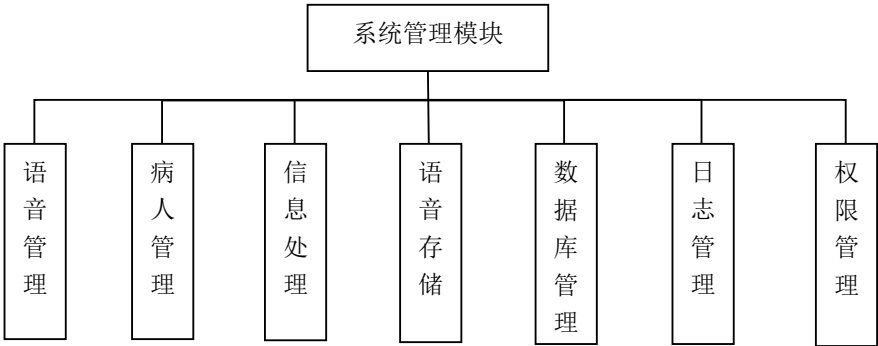 系统管理模块
语音管理
病人管理
信息处理
语音存储
数据库管理
日志管理
权限管理